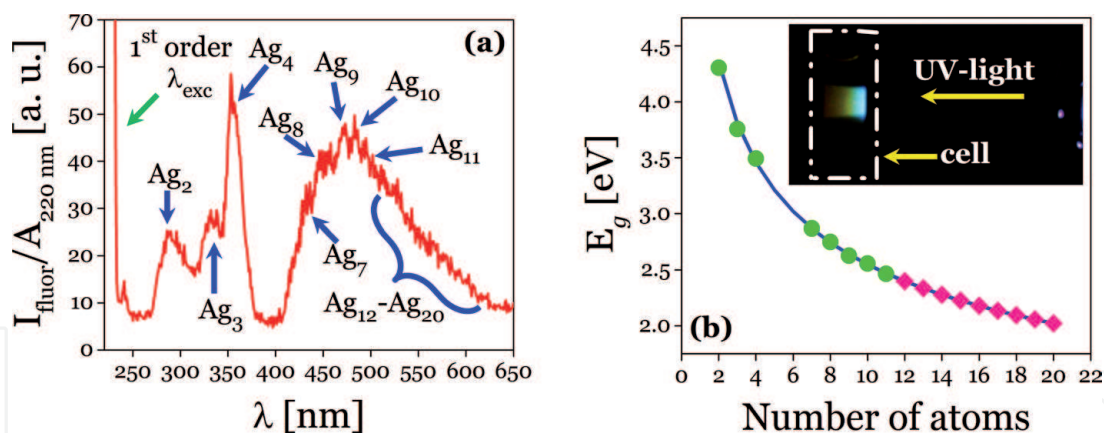 (a)
1st order
λexc
Ag2
Ag3
Ag4
Ag7
Ag8
Ag9
Ag10
Ag11
Ag12-Ag20
70
60
50
40
30
20
10
0
Ifluor/A220 nm [a. u.]
250 300 350 400 450 500 550 600 650
λ [nm]
(b)
UV-light
cell
4.5
4.0
3.5
3.0
2.5
2.0
Eg [eV]
0 2 4 6 8 10 12 14 16 18 20 22
Number of atoms